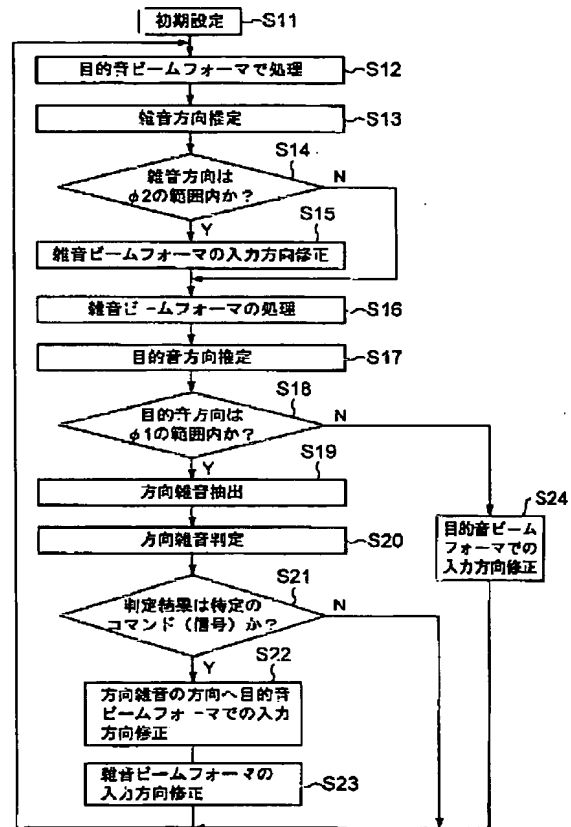 初期設定
S11
目的音ビームフォーマで処理
S12
雑音方向推定
S13
S14
雑音方向は
φ2の範囲内か？
N
Y
S15
雑音ビームフォーマの入力方向修正
雑音ビームフォーマの処理
S16
目的音方向推定
S17
S18
目的音方向は
φ1の範囲内か？
N
Y
S19
方向雑音抽出
方向雑音判定
S20
S21
判定結果は特定の
コマンド（信号）か？
N
Y
S22
方向雑音の方向へ目的音
ビームフォーマでの入力
方向修正
雑音ビームフォーマの
入力方向修正
S23
S24
目的音ビーム
フォーマでの
入力方向修正